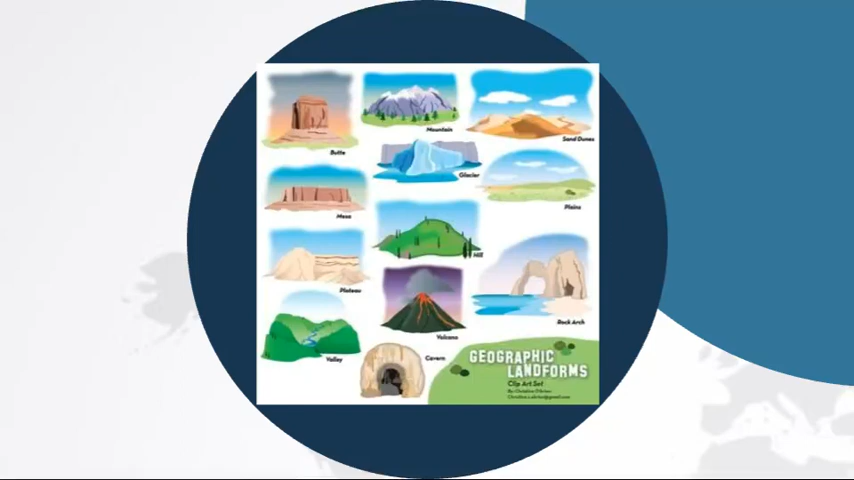 Butte
Mountain
Sand Dunes
Glacier
Mesa
Plains
Hill
Plateau
Rock Arch
Volcano
Valley
Cavern
GEOGRAPHIC
LANDFORMS
Clip Art Set